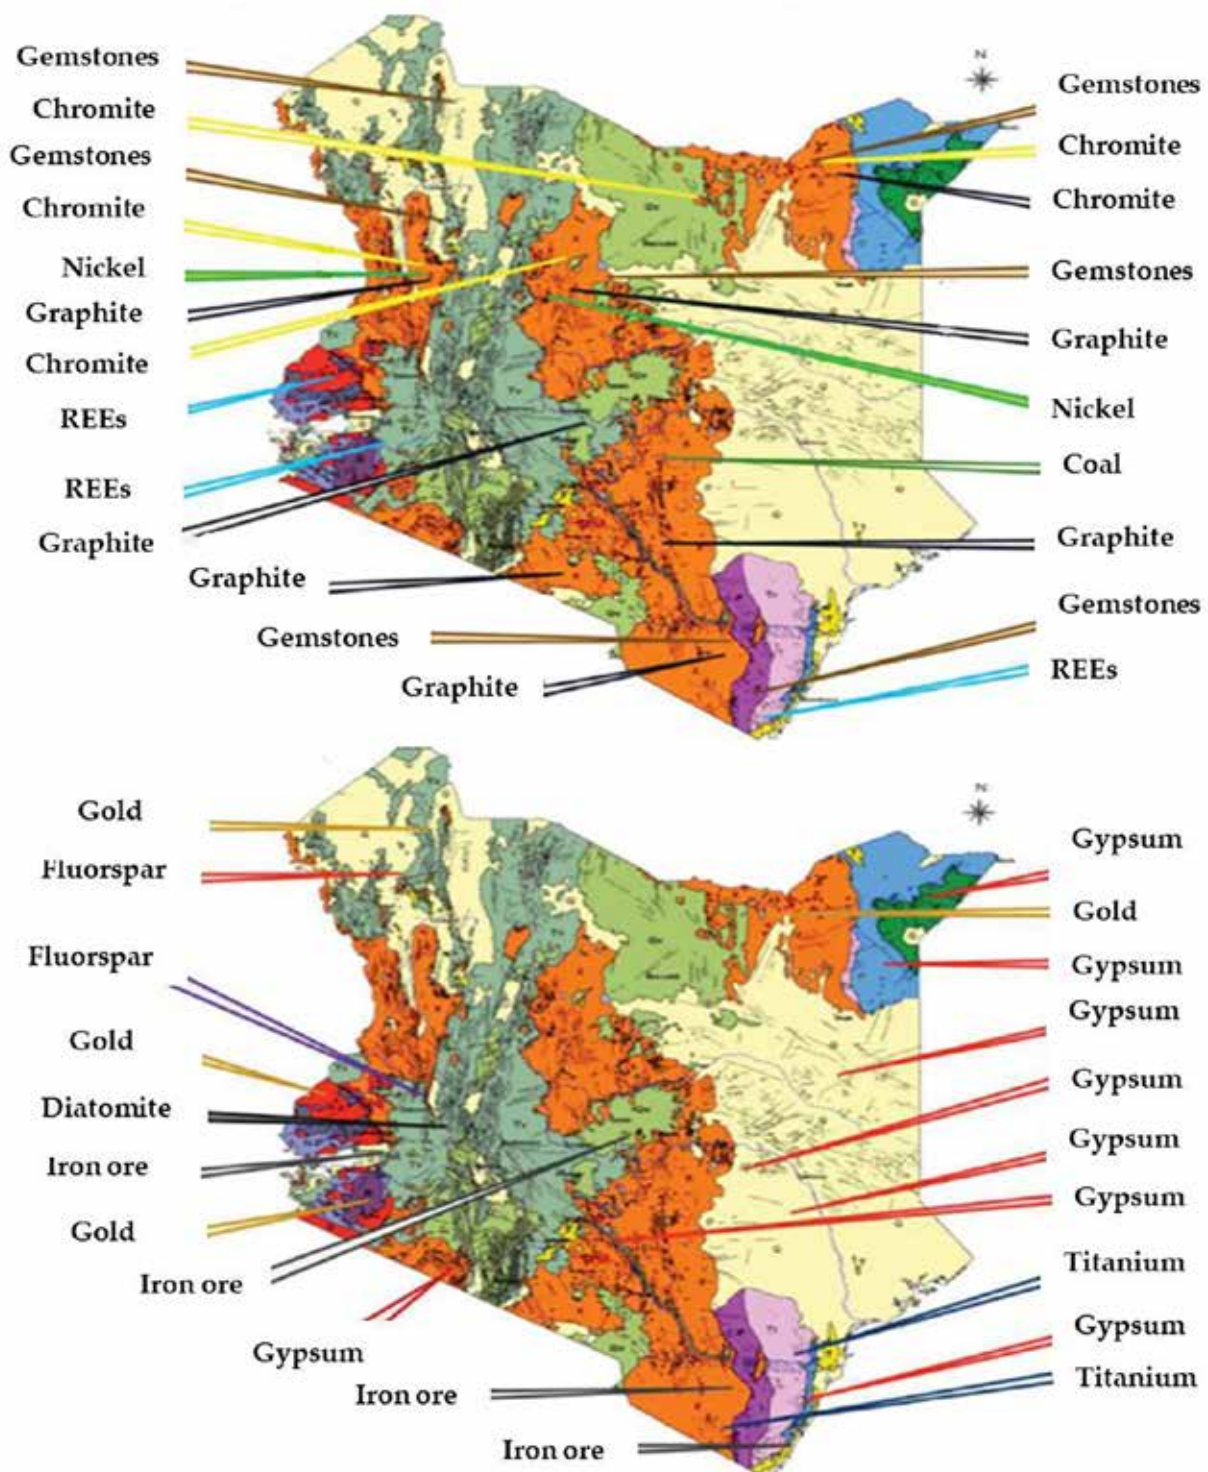 N
Gemstones
Chromite
Gemstones
Chromite
Nickel
Graphite
Chromite
REEs
REEs
Graphite
Graphite
Gemstones
Graphite
Gemstones
Chromite
Chromite
Gemstones
Graphite
Nickel
Coal
Graphite
Gemstones
REEs
N
Gold
Fluorspar
Fluorspar
Gold
Diatomite
Iron ore
Gold
Iron ore
Gypsum
Iron ore
Iron ore
Gypsum
Gold
Gypsum
Gypsum
Gypsum
Gypsum
Gypsum
Titanium
Gypsum
Titanium